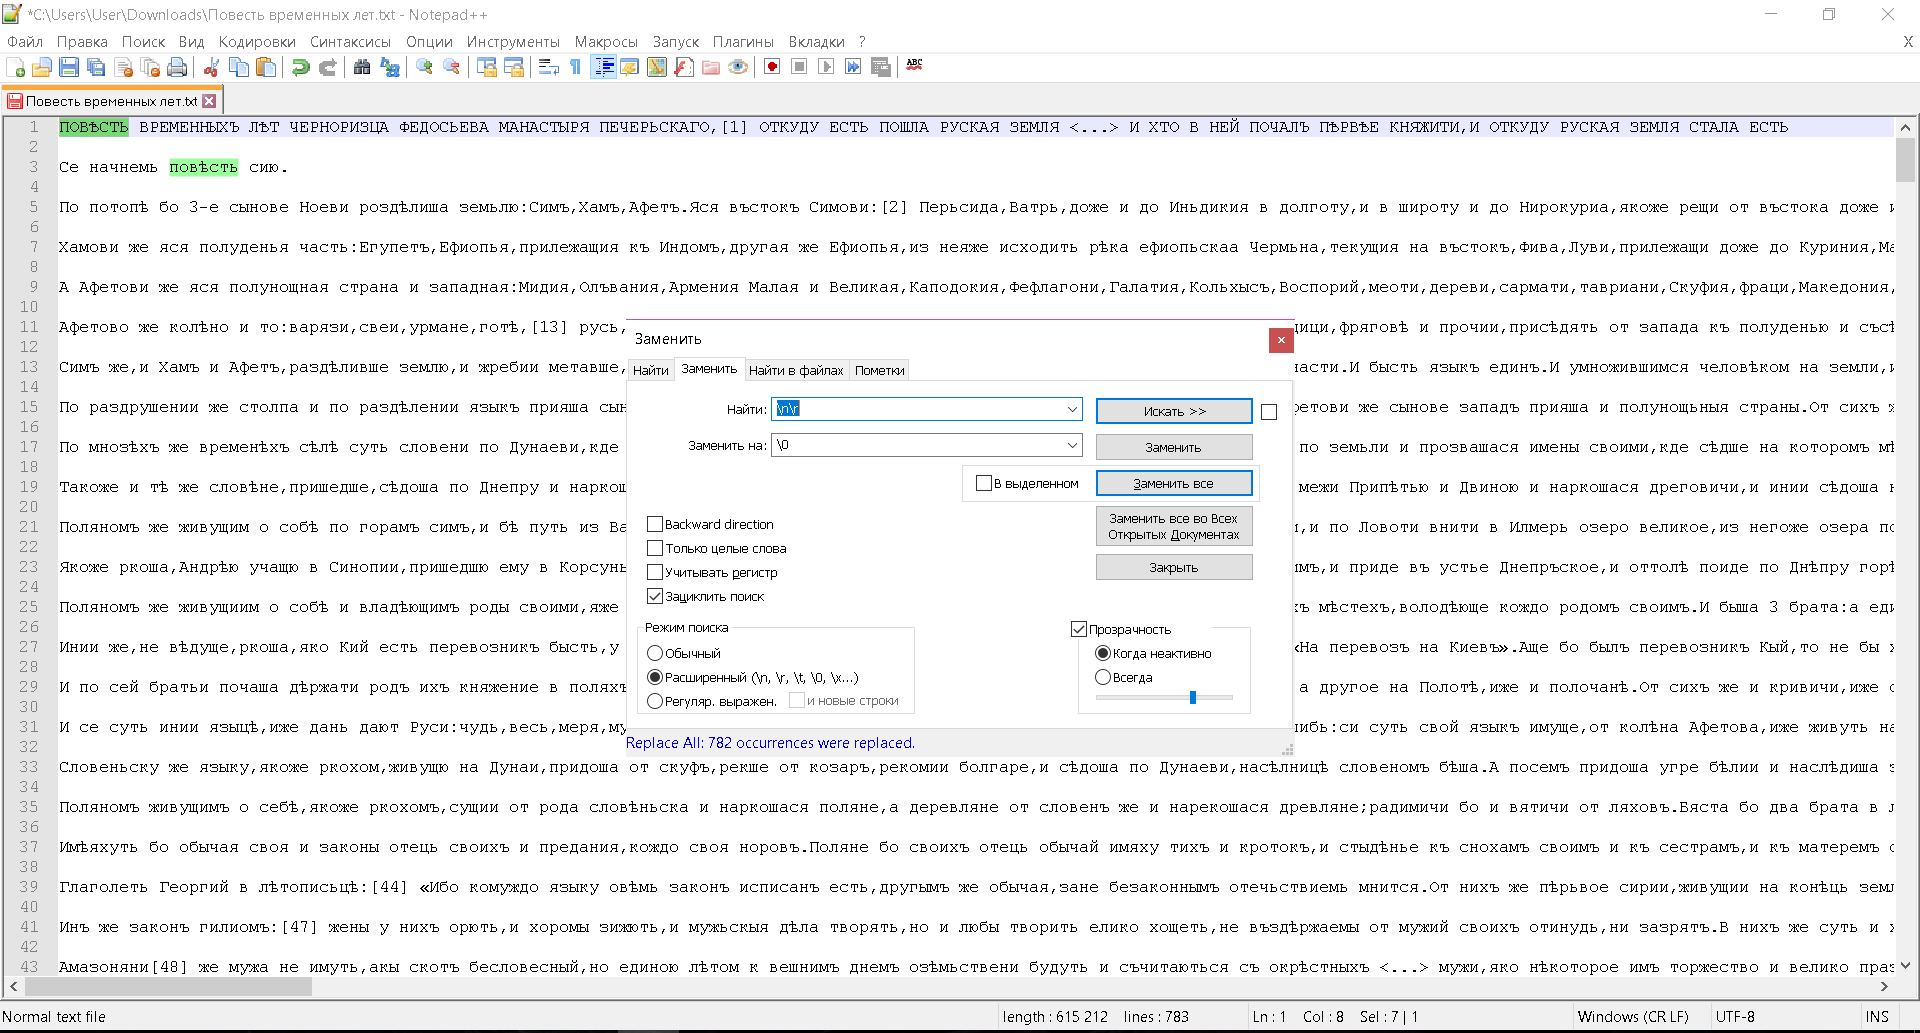 *C:\Users\User\Downloads\Повесть временных лет.txt - Notepad++
Файл Правка Поиск Вид Кодировки Синтаксисы Опции Инструменты Макросы Запуск Плагины Вкладки ? X
ABC
Повесть временных лет.txt
1 ПОВѢСТЬ ВРЕМЕННЫХЪ ЛѢТ ЧЕРНОРИЗЦА ФЕДОСЬЕВА МАНАСТЫРЯ ПЕЧЕРЬСКАГО,[1] ОТКУДУ ЕСТЬ ПОШЛА РУСКАЯ ЗЕМЛЯ <...> И ХТО В НЕЙ ПОЧАЛЪ ПѢРВѢЕ КНЯЖИТИ,И ОТКУДУ РУСКАЯ ЗЕМЛЯ СТАЛА ЕСТЬ
2
3 Се начнемь повѣсть сию.
4
5 По потопѣ бо 3-е сынове Ноеви роздѣлиша земьлю:Симъ,Хамъ,Афетъ.Яся въстокъ Симови:[2] Перьсида,Ватрь,доже и до Иньдикия в долготу,и в широту и до Нирокуриа,якоже рещи от въстока доже и
6
7 Хамови же яся полуденья часть:Егупетъ,Ефиопья,прилежащия къ Индомъ,другая же Ефиопья,из неяже исходить рѣка ефиопьскаа Чермьна,текущия на въстокъ,Фива,Луви,прилежащи доже до Куриния,Ма
8
9 А Афетови же яся полунощная страна и западная:Мидия,Олъвания,Армения Малая и Великая,Каподокия,Фефлагони,Галатия,Кольхысъ,Воспорий,меоти,дереви,сармати,тавриани,Скуфия,фраци,Македония,
10
11 Афетово же колѣно и то:варязи,свеи,урмане,готѣ,[13] русь, дици,фряговѣ и прочии,присѣдять от запада къ полуденью и съсѣ
12
13 Симъ же,и Хамъ и Афетъ,раздѣливше землю,и жребии метавше, асти.И бысть языкъ единъ.И умножившимся человѣком на земли,и
14
15 По раздрушении же столпа и по раздѣлении языкъ прияша сын етови же сынове западъ прияша и полунощьныя страны.От сихъ ж
16
17 По мнозѣхъ же временѣхъ сѣлѣ суть словени по Дунаеви,кде по земьли и прозвашася имены своими,кде сѣдше на которомъ мѣ
18
19 Такоже и тѣ же словѣне,пришедше,сѣдоша по Днепру и наркош межи Припѣтью и Двиною и наркошася дреговичи,и инии сѣдоша н
20
21 Поляномъ же живущим о собѣ по горамъ симъ,и бѣ путь из Ва и,и по Ловоти внити в Илмерь озеро великое,из негоже озера по
22
23 Якоже ркоша,Андрѣю учащю в Синопии,пришедшю ему в Корсунь мъ,и приде въ устье Днепръское,и оттолѣ поиде по Днѣпру горѣ
24
25 Поляномъ же живущиим о собѣ и владѣющимъ роды своими,яже хъ мѣстехъ,володѣюще кождо родомъ своимъ.И быша 3 брата:а еди
26
27 Инии же,не вѣдуще,ркоша,яко Кий есть перевозникъ бысть,у «На перевозъ на Киевъ».Аще бо былъ перевозникъ Кый,то не бы х
28
29 И по сей братьи почаша дѣржати родъ ихъ княжение в поляхъ а другое на Полотѣ,иже и полочанѣ.От сихъ же и кривичи,иже с
30
31 И се суть инии языцѣ,иже дань дают Руси:чудь,весь,меря,му либь:си суть свой языкъ имуще,от колѣна Афетова,иже живуть на
32
33 Словеньску же языку,якоже ркохом,живущю на Дунаи,придоша от скуфъ,рекше от козаръ,рекомии болгаре,и сѣдоша по Дунаеви,насѣлницѣ словеномъ бѣша.А посемъ придоша угре бѣлии и наслѣдиша з
34
35 Поляномъ живущимъ о себѣ,якоже ркохомъ,сущии от рода словѣньска и наркошася поляне,а деревляне от словенъ же и нарекошася древляне;радимичи бо и вятичи от ляховъ.Бяста бо два брата в л
36
37 Имѣяхуть бо обычая своя и законы отець своихъ и предания,кождо своя норовъ.Поляне бо своихъ отець обычай имяху тихъ и кротокъ,и стыдѣнье къ снохамъ своимъ и къ сестрамъ,и къ матеремъ с
38
39 Глаголеть Георгий в лѣтописьцѣ:[44] «Ибо комуждо языку овѣмь законъ исписанъ есть,другымъ же обычая,зане безаконнымъ отечьствиемь мнится.От нихъ же пѣрьвое сирии,живущии на конѣць земл
40
41 Инъ же законъ гилиомъ:[47] жены у нихъ орють,и хоромы зижють,и мужьскыя дѣла творять,но и любы творить елико хощеть,не въздѣржаемы от мужий своихъ отинудь,ни зазрятъ.В нихъ же суть и х
42
43 Амазоняни[48] же мужа не имуть,акы скотъ бесловесный,но единою лѣтом к вешнимъ днемъ озѣмьствени будуть и съчитаються съ окрѣстныхъ <...> мужи,яко нѣкоторое имъ торжество и велико праз
Заменить
Найти Заменить Найти в файлах Пометки
Найти: \n\r Искать >>
Заменить на: \0 Заменить
В выделенном Заменить все
Заменить все во Всех
Открытых Документах
Закрыть
Backward direction
Только целые слова
Учитывать регистр
Зациклить поиск
Режим поиска
Обычный
Расширенный (\n, \r, \t, \0, \x...)
Регуляр. выражен. и новые строки
Прозрачность
Когда неактивно
Всегда
Replace All: 782 occurrences were replaced.
Normal text file length : 615 212 lines : 783 Ln : 1 Col : 8 Sel : 7 | 1 Windows (CR LF) UTF-8 INS